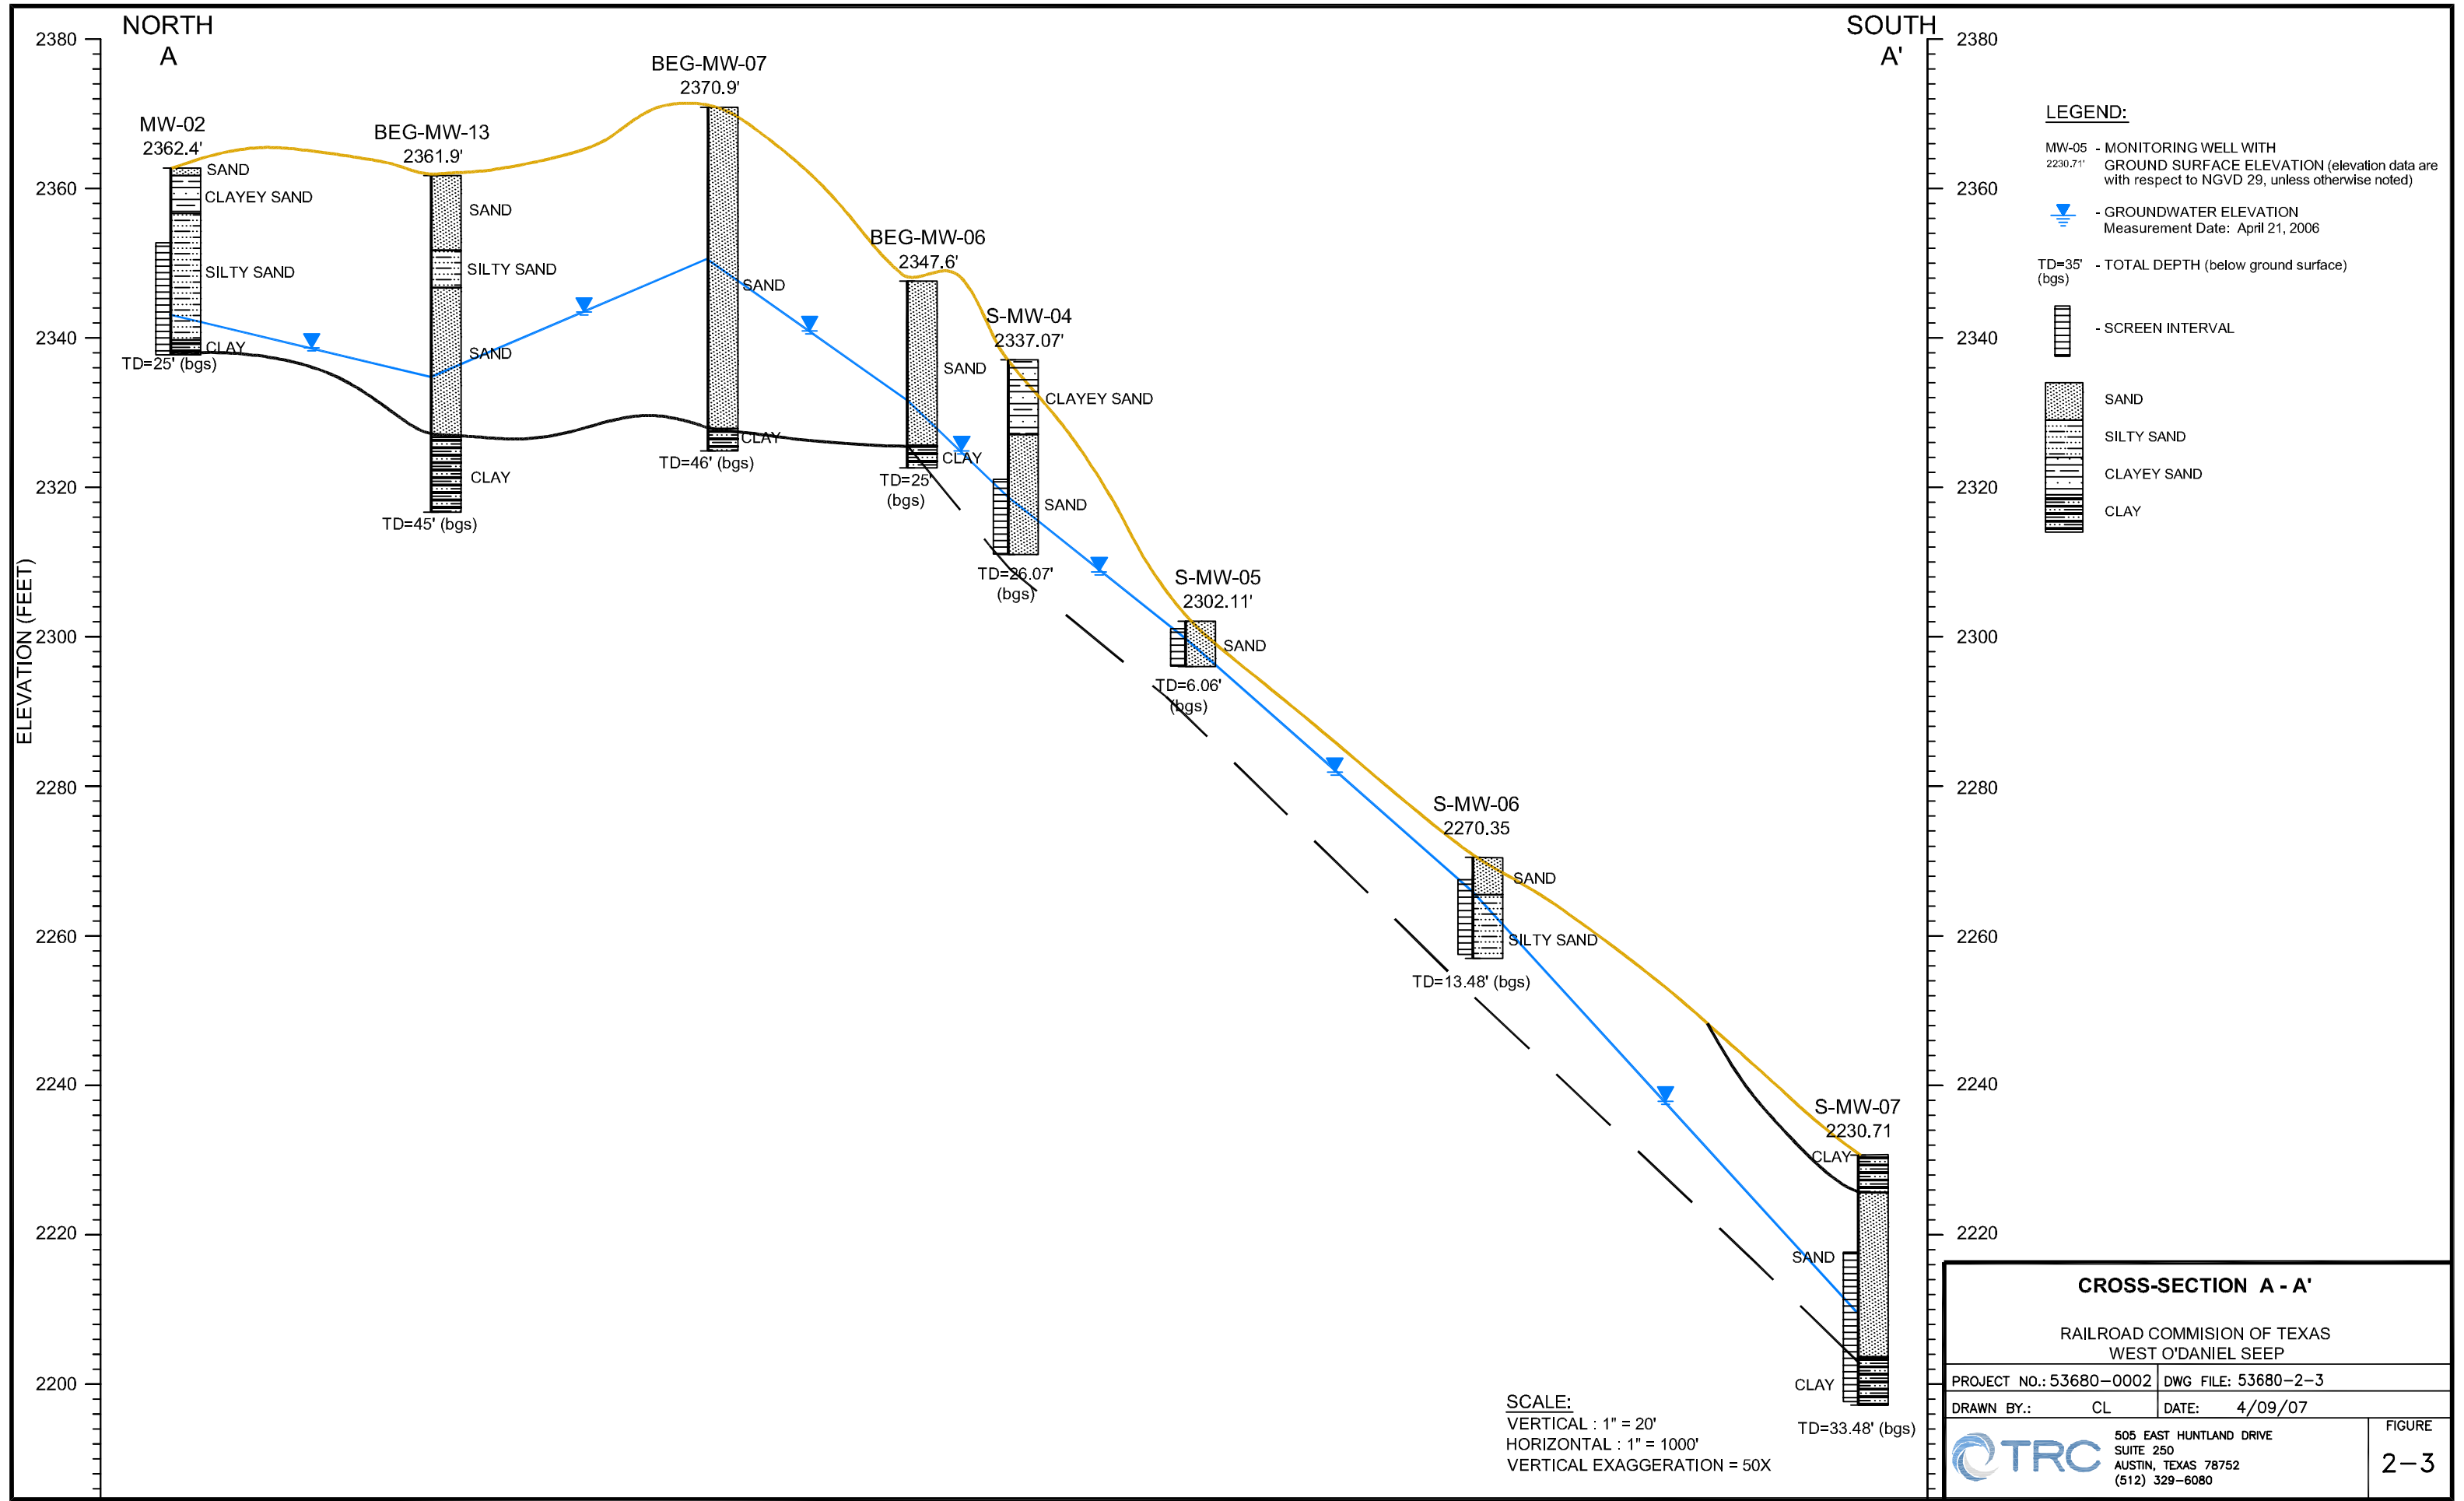 NORTH
A
SOUTH
A'
ELEVATION (FEET)
2380
2360
2340
2320
2300
2280
2260
2240
2220
2200
2380
2360
2340
2320
2300
2280
2260
2240
2220
MW-02
2362.4'
SAND
CLAYEY SAND
SILTY SAND
CLAY
TD=25' (bgs)
BEG-MW-13
2361.9'
SAND
SILTY SAND
SAND
CLAY
TD=45' (bgs)
BEG-MW-07
2370.9'
SAND
CLAY
TD=46' (bgs)
BEG-MW-06
2347.6'
SAND
CLAY
TD=25'
(bgs)
S-MW-04
2337.07'
CLAYEY SAND
SAND
TD=26.07'
(bgs)
S-MW-05
2302.11'
SAND
TD=6.06'
(bgs)
S-MW-06
2270.35
SAND
SILTY SAND
TD=13.48' (bgs)
S-MW-07
2230.71
CLAY
SAND
CLAY
TD=33.48' (bgs)
LEGEND:
MW-05 - MONITORING WELL WITH
2230.71' GROUND SURFACE ELEVATION (elevation data are
with respect to NGVD 29, unless otherwise noted)
- GROUNDWATER ELEVATION
Measurement Date: April 21, 2006
TD=35' - TOTAL DEPTH (below ground surface)
(bgs)
- SCREEN INTERVAL
SAND
SILTY SAND
CLAYEY SAND
CLAY
SCALE:
VERTICAL : 1" = 20'
HORIZONTAL : 1" = 1000'
VERTICAL EXAGGERATION = 50X
CROSS-SECTION A - A'
RAILROAD COMMISION OF TEXAS
WEST O'DANIEL SEEP
PROJECT NO.: 53680-0002 DWG FILE: 53680-2-3
DRAWN BY.: CL DATE: 4/09/07
TRC
505 EAST HUNTLAND DRIVE
SUITE 250
AUSTIN, TEXAS 78752
(512) 329-6080
FIGURE
2-3